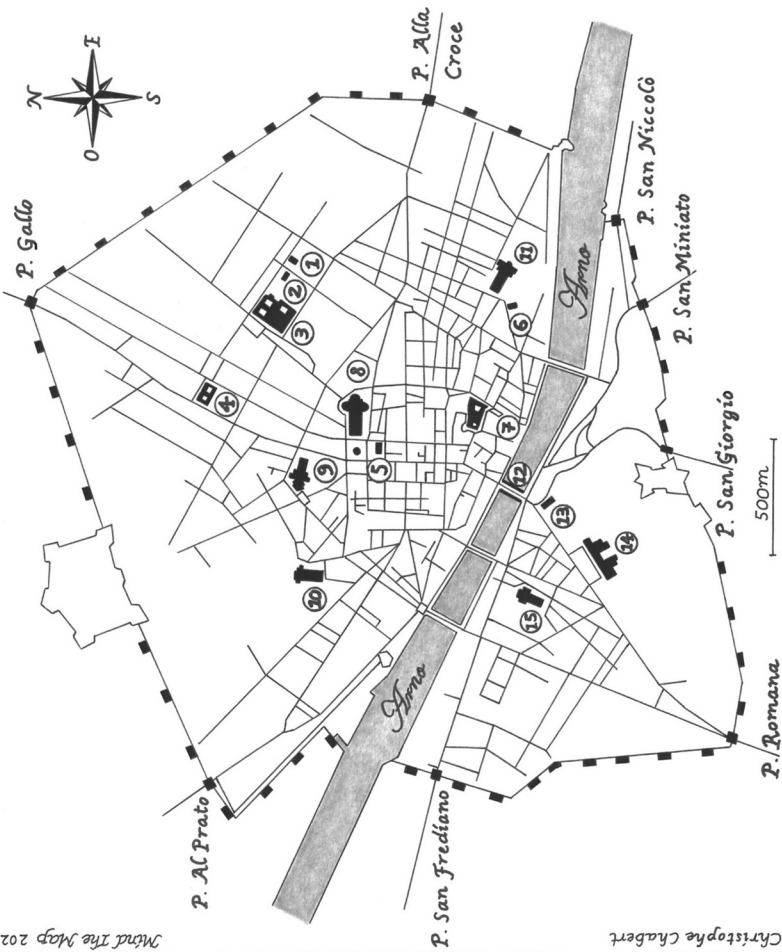 N
E
S
O
P. Gallo
P. Alla
Croce
P. San Niccolò
P. San Miniato
P. San Giorgio
P. Romana
P. San Frediano
P. Al Prato
Arno
Arno
1
2
3
4
5
6
7
8
9
10
11
12
13
14
15
500m
Christophe Chabert
Mind The Map 202